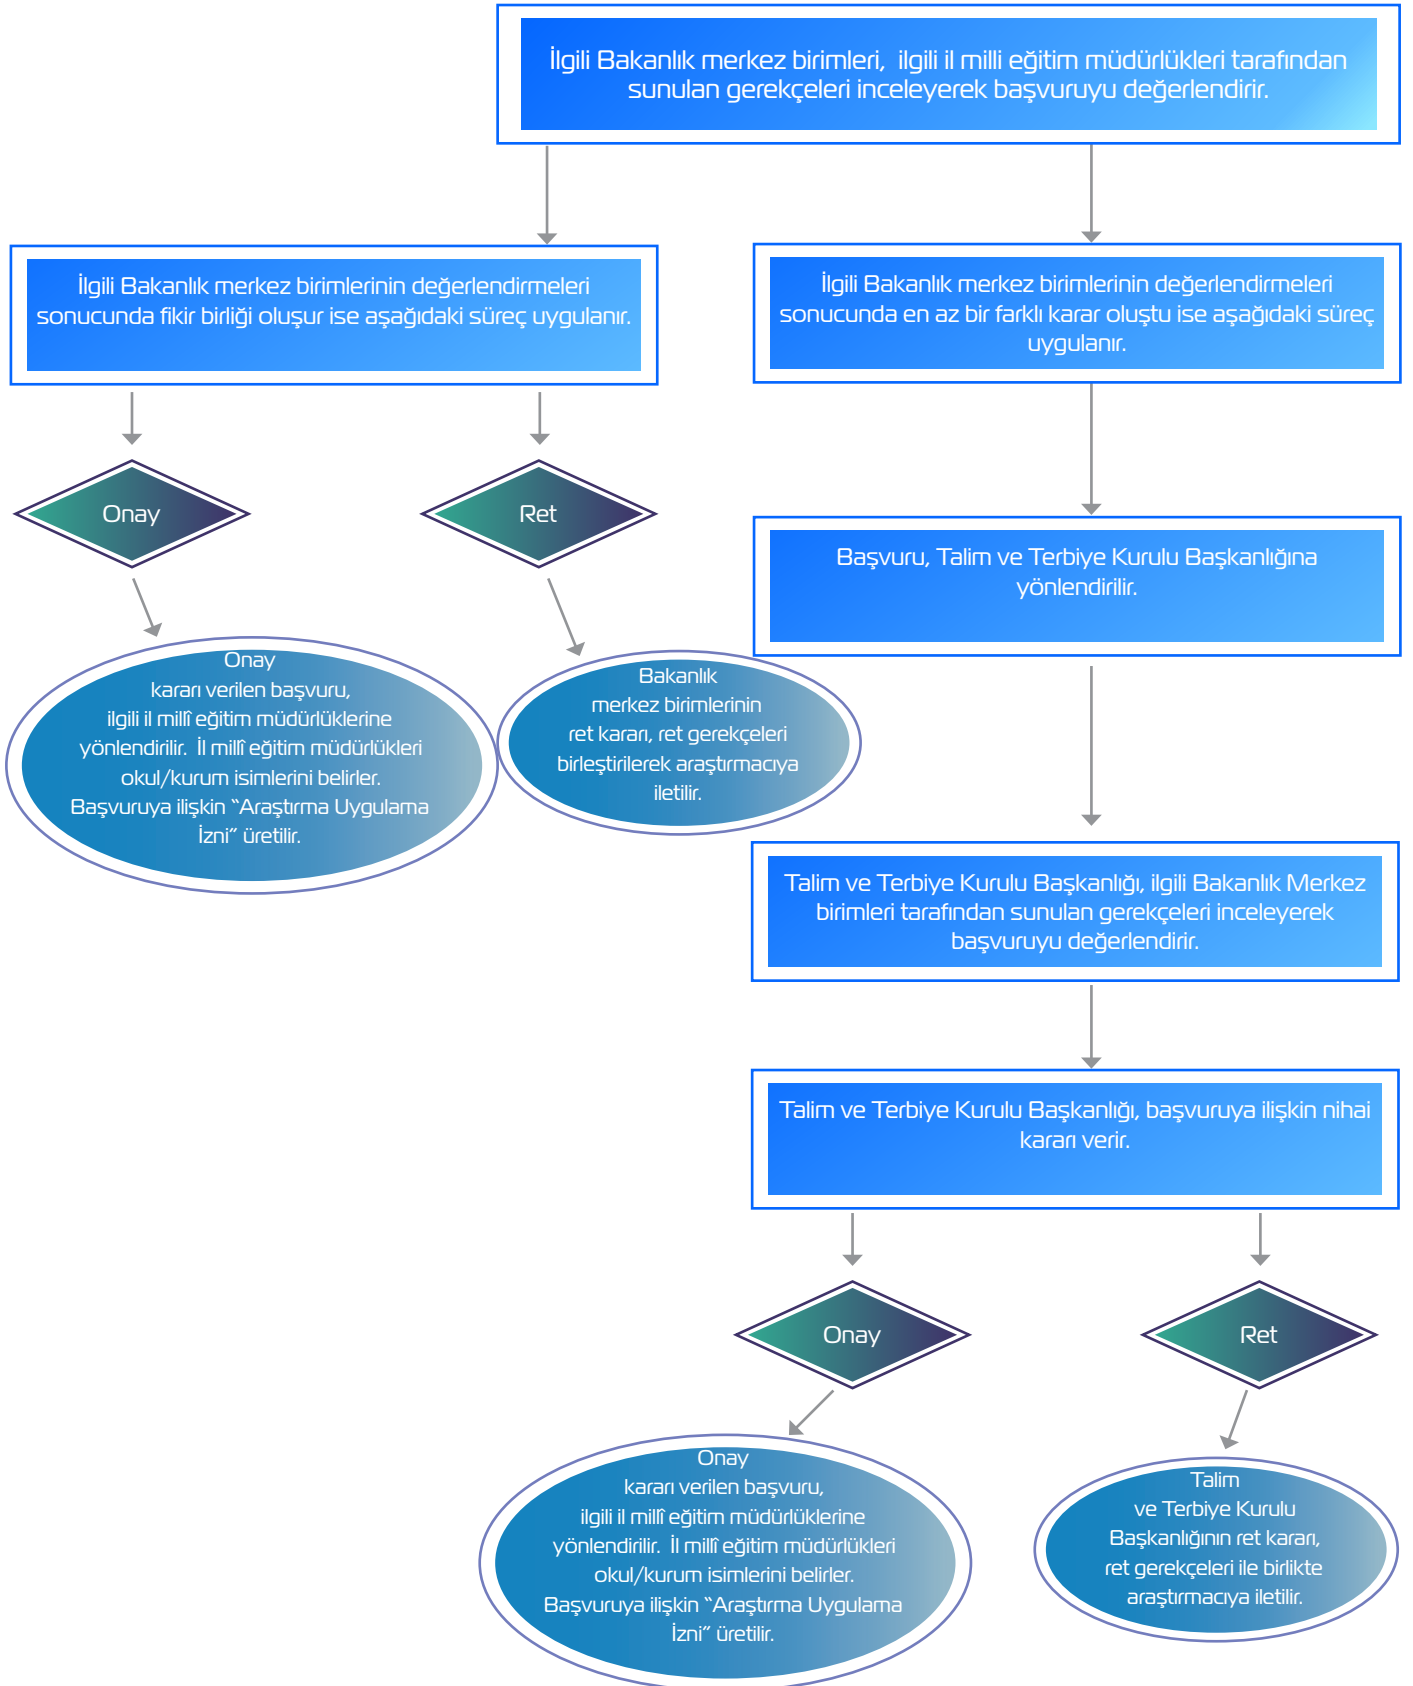 İlgili Bakanlık merkez birimleri,  ilgili il milli eğitim müdürlükleri tarafından
sunulan gerekçeleri inceleyerek başvuruyu değerlendirir.
İlgili Bakanlık merkez birimlerinin değerlendirmeleri
sonucunda fikir birliği oluşur ise aşağıdaki süreç uygulanır.
İlgili Bakanlık merkez birimlerinin değerlendirmeleri
sonucunda en az bir farklı karar oluştu ise aşağıdaki süreç
uygulanır.
Onay
Ret
Başvuru, Talim ve Terbiye Kurulu Başkanlığına
yönlendirilir.
Onay
kararı verilen başvuru,
ilgili il millî eğitim müdürlüklerine
yönlendirilir.  İl millî eğitim müdürlükleri
okul/kurum isimlerini belirler.
Başvuruya ilişkin “Araştırma Uygulama
İzni” üretilir.
Bakanlık
merkez birimlerinin
ret kararı, ret gerekçeleri
birleştirilerek araştırmacıya
iletilir.
Talim ve Terbiye Kurulu Başkanlığı, ilgili Bakanlık Merkez
birimleri tarafından sunulan gerekçeleri inceleyerek
başvuruyu değerlendirir.
Talim ve Terbiye Kurulu Başkanlığı, başvuruya ilişkin nihai
kararı verir.
Onay
Ret
Onay
kararı verilen başvuru,
ilgili il millî eğitim müdürlüklerine
yönlendirilir.  İl millî eğitim müdürlükleri
okul/kurum isimlerini belirler.
Başvuruya ilişkin “Araştırma Uygulama
İzni” üretilir.
Talim
ve Terbiye Kurulu
Başkanlığının ret kararı,
ret gerekçeleri ile birlikte
araştırmacıya iletilir.